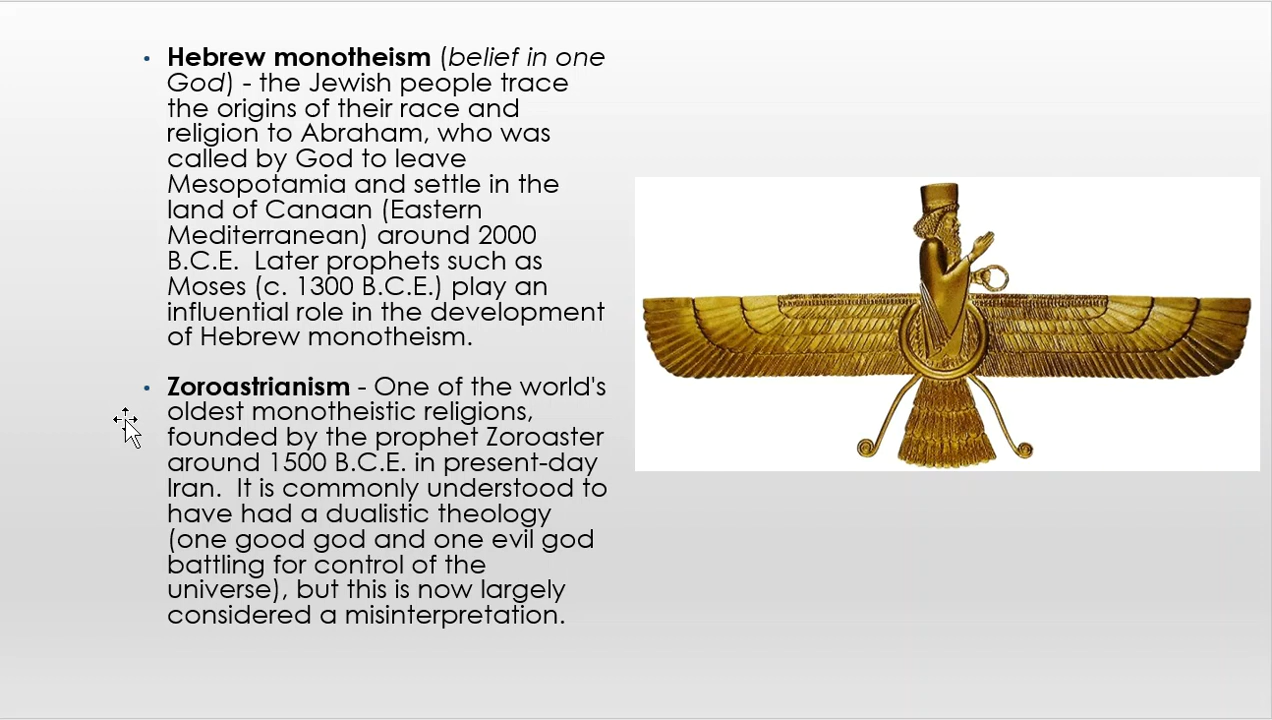 • Hebrew monotheism (belief in one
God) - the Jewish people trace
the origins of their race and
religion to Abraham, who was
called by God to leave
Mesopotamia and settle in the
land of Canaan (Eastern
Mediterranean) around 2000
B.C.E.  Later prophets such as
Moses (c. 1300 B.C.E.) play an
influential role in the development
of Hebrew monotheism.
• Zoroastrianism - One of the world's
oldest monotheistic religions,
founded by the prophet Zoroaster
around 1500 B.C.E. in present-day
Iran.  It is commonly understood to
have had a dualistic theology
(one good god and one evil god
battling for control of the
universe), but this is now largely
considered a misinterpretation.